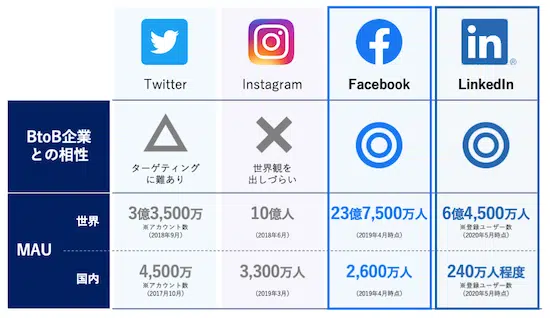 in
®
Twitter
Instagram
Facebook
LinkedIn
BtoB企業
との相性
ターゲティング
に難あり
世界観を
出しづらい
MAU
世界
3億3,500万
※アカウント数
(2018年9月)
10億人
(2018年6月)
23億7,500万人
(2019年4月時点)
6億4,500万人
※登録ユーザー数
(2020年5月時点)
国内
4,500万
※アカウント数
(2017年10月)
3,300万人
(2019年3月)
2,600万人
(2019年4月時点)
240万人程度
※登録ユーザー数
(2020年5月時点)